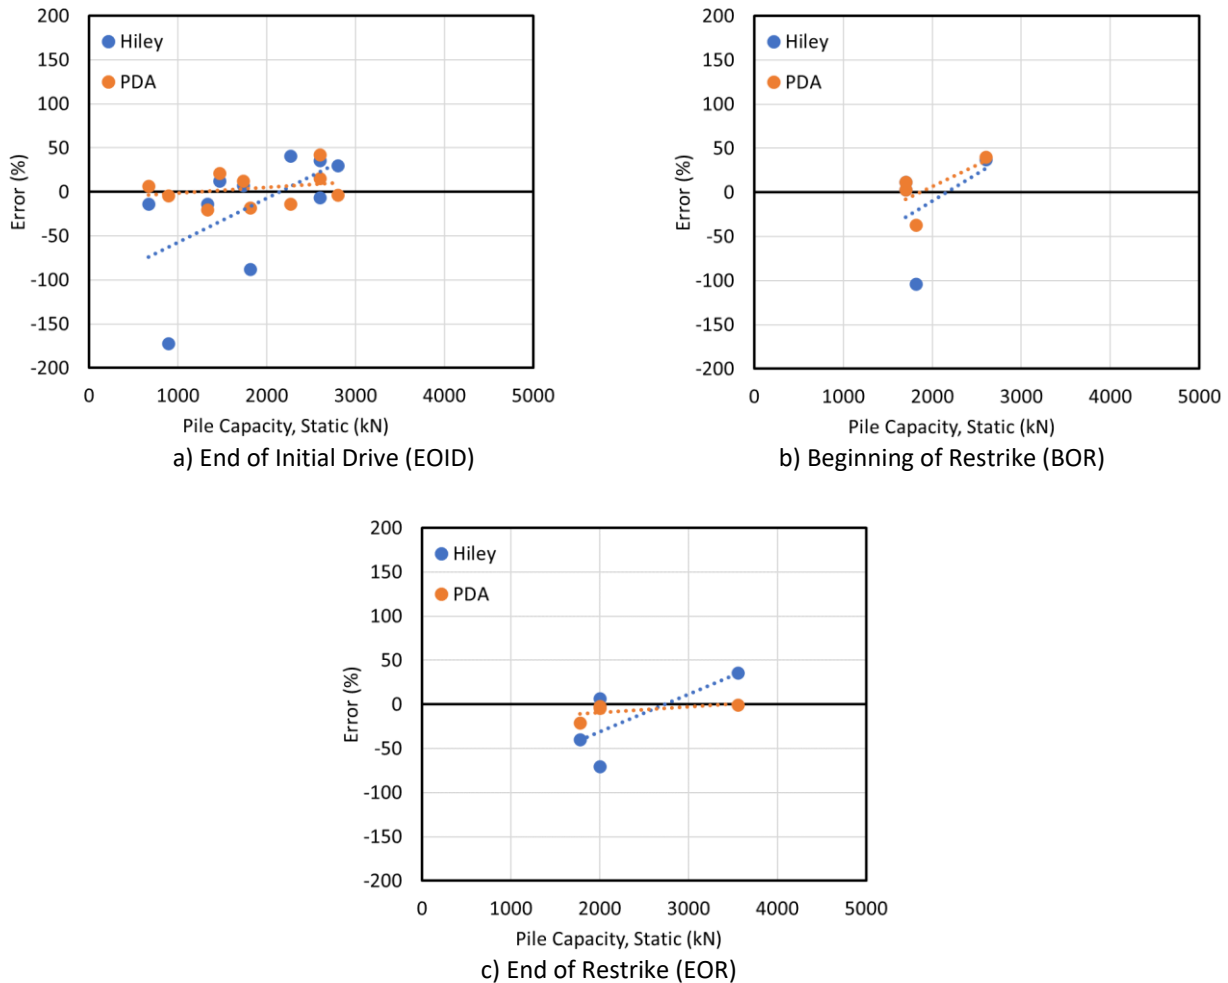 200
150
100
50
0
-50
-100
-150
-200
Error (%)
Hiley
PDA
0 1000 2000 3000 4000 5000
Pile Capacity, Static (kN)
a) End of Initial Drive (EOID)
200
150
100
50
0
-50
-100
-150
-200
Error (%)
Hiley
PDA
0 1000 2000 3000 4000 5000
Pile Capacity, Static (kN)
b) Beginning of Restrike (BOR)
200
150
100
50
0
-50
-100
-150
-200
Error (%)
Hiley
PDA
0 1000 2000 3000 4000 5000
Pile Capacity, Static (kN)
c) End of Restrike (EOR)